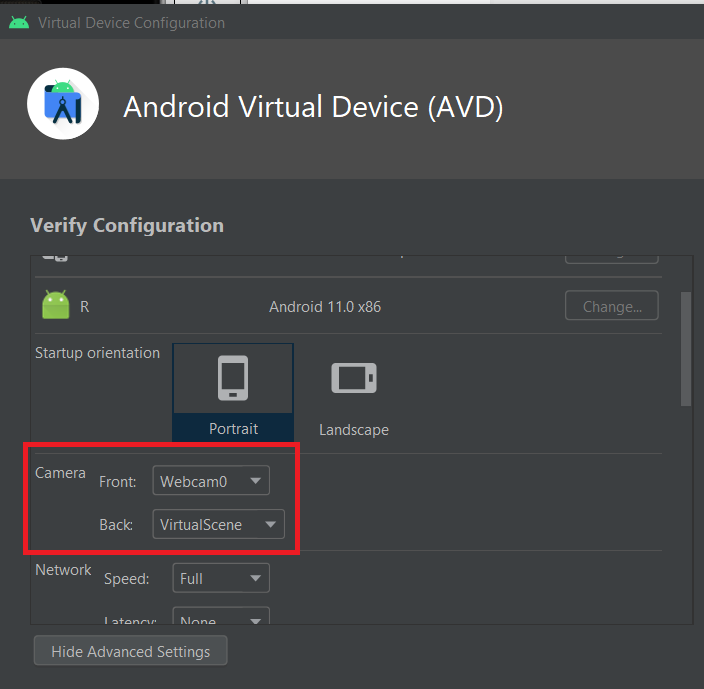 Virtual Device Configuration
Android Virtual Device (AVD)
Verify Configuration
R Android 11.0 x86 Change...
Startup orientation
Portrait Landscape
Camera Front: Webcam0
Back: VirtualScene
Network Speed: Full
Latency: None
Hide Advanced Settings